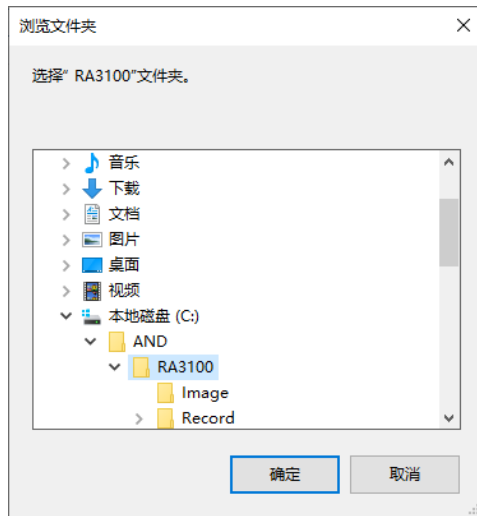 浏览文件夹
选择“ RA3100”文件夹。
音乐
下载
文档
图片
桌面
视频
本地磁盘 (C:)
AND
RA3100
Image
Record
确定
取消